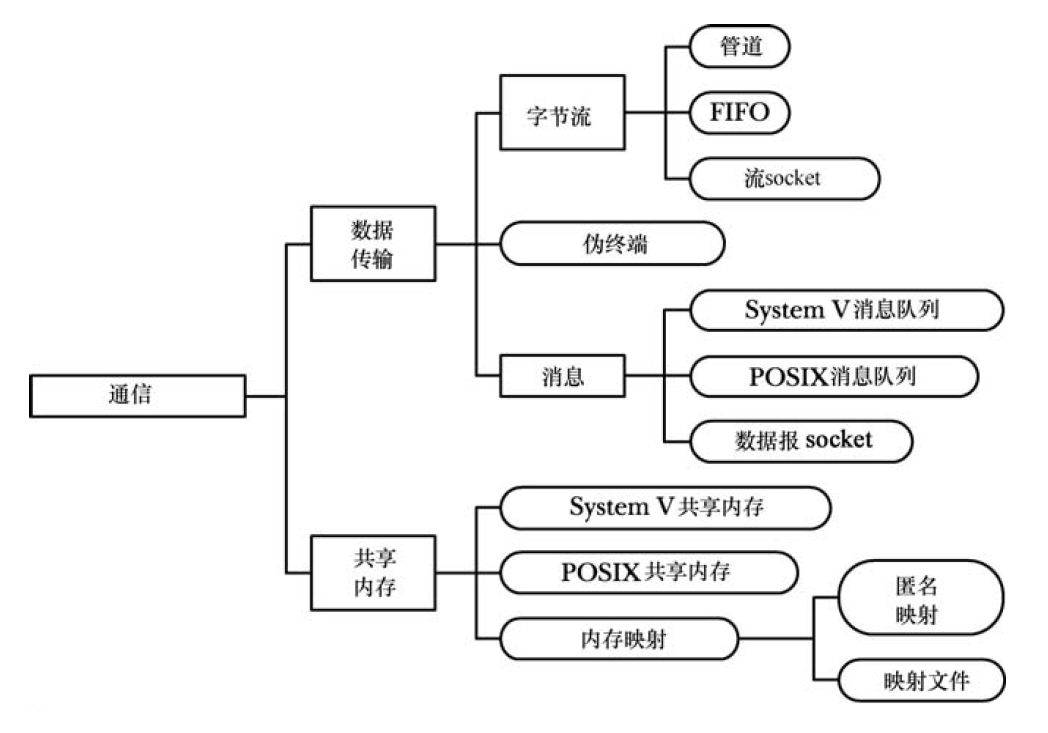 管道
字节流
FIFO
流socket
数据
传输
伪终端
System V消息队列
消息
POSIX消息队列
通信
数据报 socket
System V共享内存
共享
内存
POSIX共享内存
匿名
映射
内存映射
映射文件